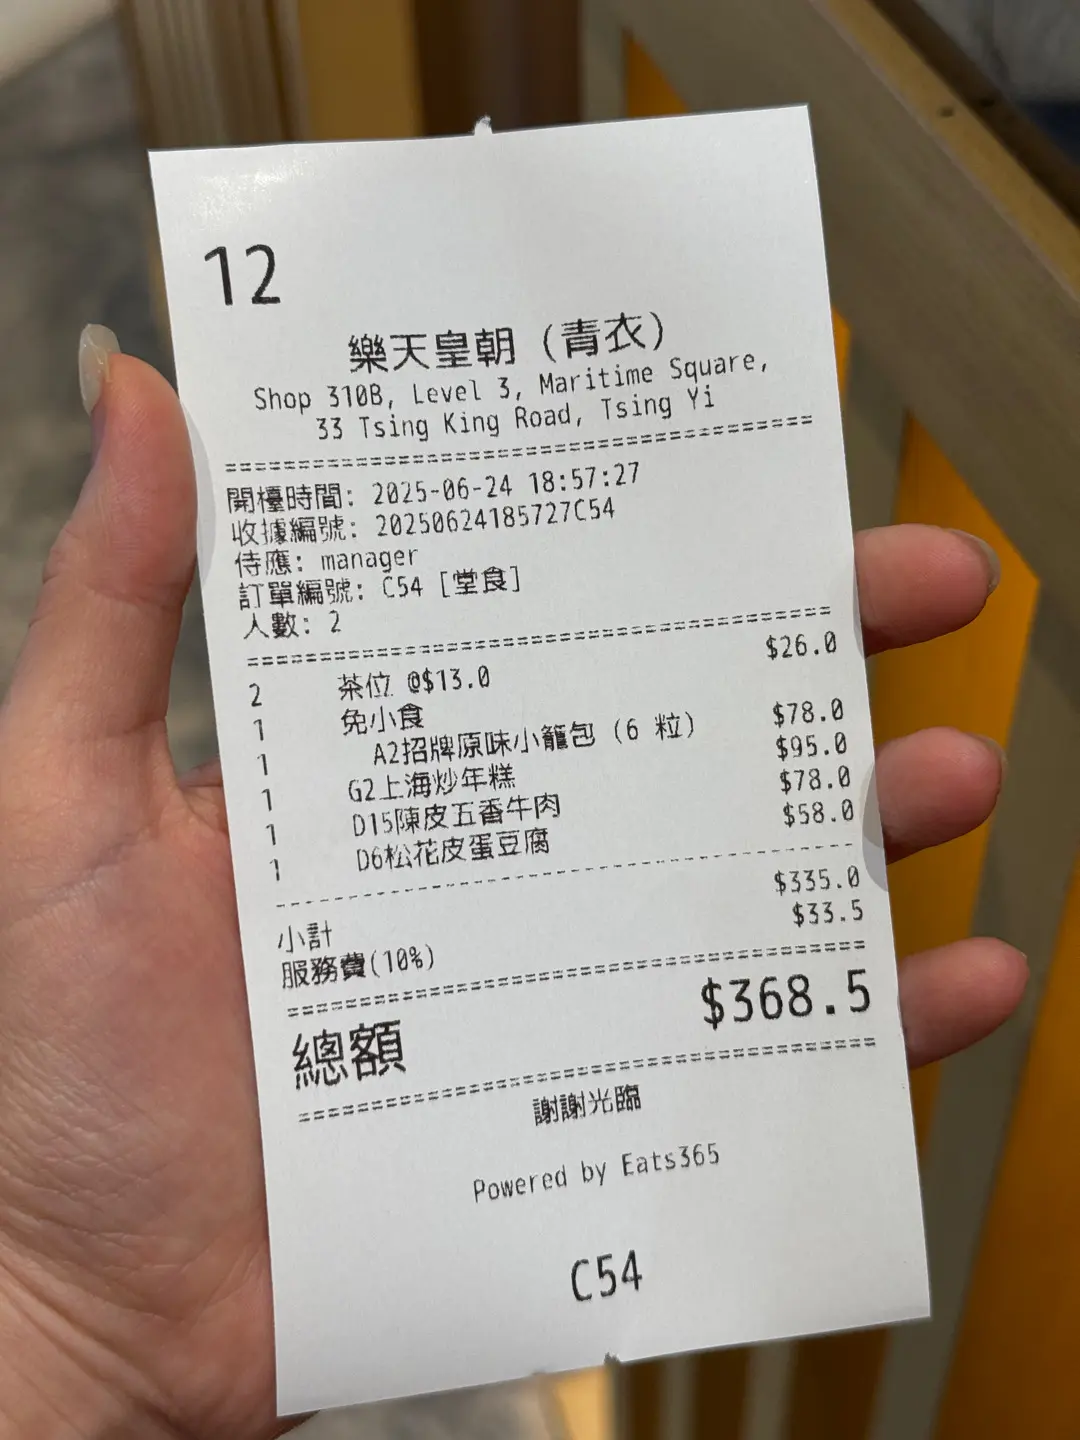 12
樂天皇朝 (青衣)
Shop 310B, Level 3, Maritime Square,
33 Tsing King Road, Tsing Yi
開檯時間: 2025-06-24 18:57:27
收據編號: 20250624185727C54
侍應: manager
訂單編號: C54 [堂食]
人數: 2
2 茶位 @$13.0 $26.0
1 免小食
1 A2招牌原味小籠包 (6 粒) $78.0
1 G2上海炒年糕 $95.0
1 D15陳皮五香牛肉 $78.0
1 D6松花皮蛋豆腐 $58.0
小計 $335.0
服務費(10%) $33.5
總額 $368.5
謝謝光臨
Powered by Eats365
C54